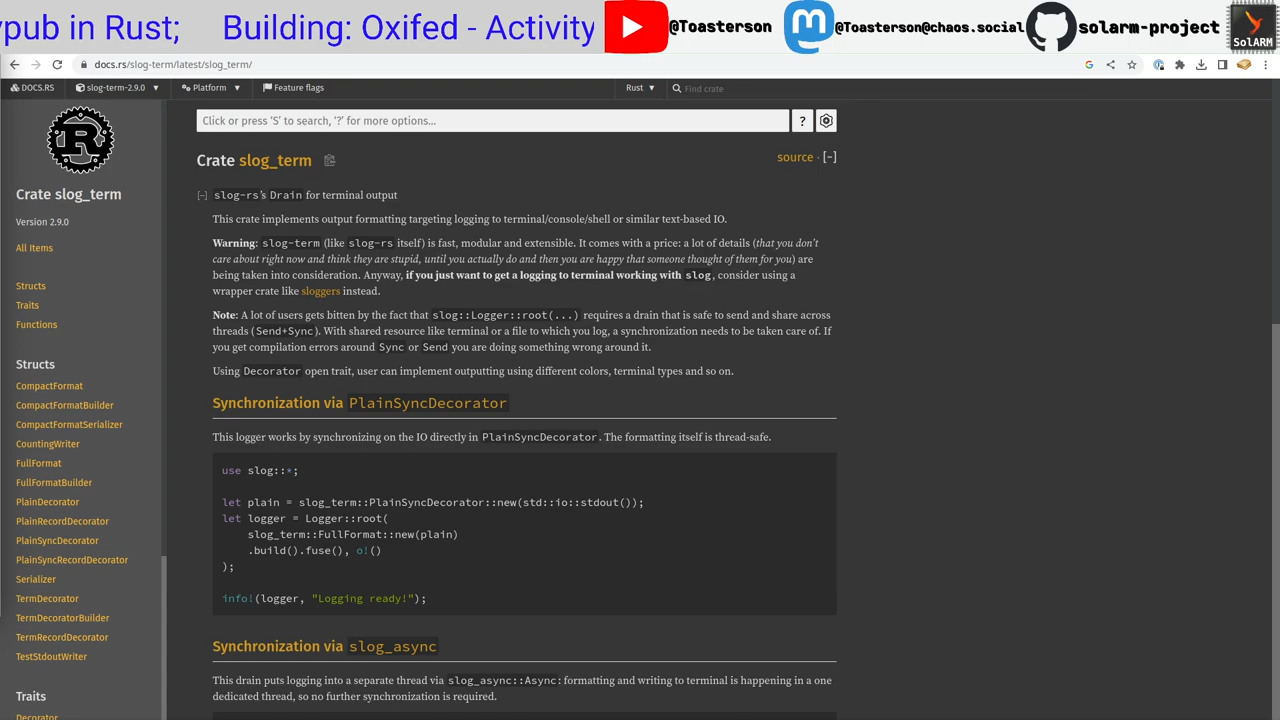 ypub in Rust;    Building: Oxifed - Activity
@Toasterson
@Toasterson@chaos.social
solarm-project
SolARM
docs.rs/slog-term/latest/slog_term/
DOCS.RS
slog-term-2.9.0
Platform
Feature flags
Rust
Find crate
Click or press ‘S’ to search, ‘?’ for more options…
?
Crate slog_term
source · [-]
Crate slog_term
Version 2.9.0
All Items
Structs
Traits
Functions
Structs
CompactFormat
CompactFormatBuilder
CompactFormatSerializer
CountingWriter
FullFormat
FullFormatBuilder
PlainDecorator
PlainRecordDecorator
PlainSyncDecorator
PlainSyncRecordDecorator
Serializer
TermDecorator
TermDecoratorBuilder
TermRecordDecorator
TestStdoutWriter
Traits
Decorator
[-] slog-rs’s Drain for terminal output
This crate implements output formatting targeting logging to terminal/console/shell or similar text-based IO.
Warning: slog-term (like slog-rs itself) is fast, modular and extensible. It comes with a price: a lot of details (that you don’t
care about right now and think they are stupid, until you actually do and then you are happy that someone thought of them for you) are
being taken into consideration. Anyway, if you just want to get a logging to terminal working with slog, consider using a
wrapper crate like sloggers instead.
Note: A lot of users gets bitten by the fact that slog::Logger::root(...) requires a drain that is safe to send and share across
threads (Send+Sync). With shared resource like terminal or a file to which you log, a synchronization needs to be taken care of. If
you get compilation errors around Sync or Send you are doing something wrong around it.
Using Decorator open trait, user can implement outputting using different colors, terminal types and so on.
Synchronization via PlainSyncDecorator
This logger works by synchronizing on the IO directly in PlainSyncDecorator. The formatting itself is thread-safe.
use slog::*;
let plain = slog_term::PlainSyncDecorator::new(std::io::stdout());
let logger = Logger::root(
slog_term::FullFormat::new(plain)
.build().fuse(), o!()
);
info!(logger, "Logging ready!");
Synchronization via slog_async
This drain puts logging into a separate thread via slog_async::Async: formatting and writing to terminal is happening in a one
dedicated thread, so no further synchronization is required.